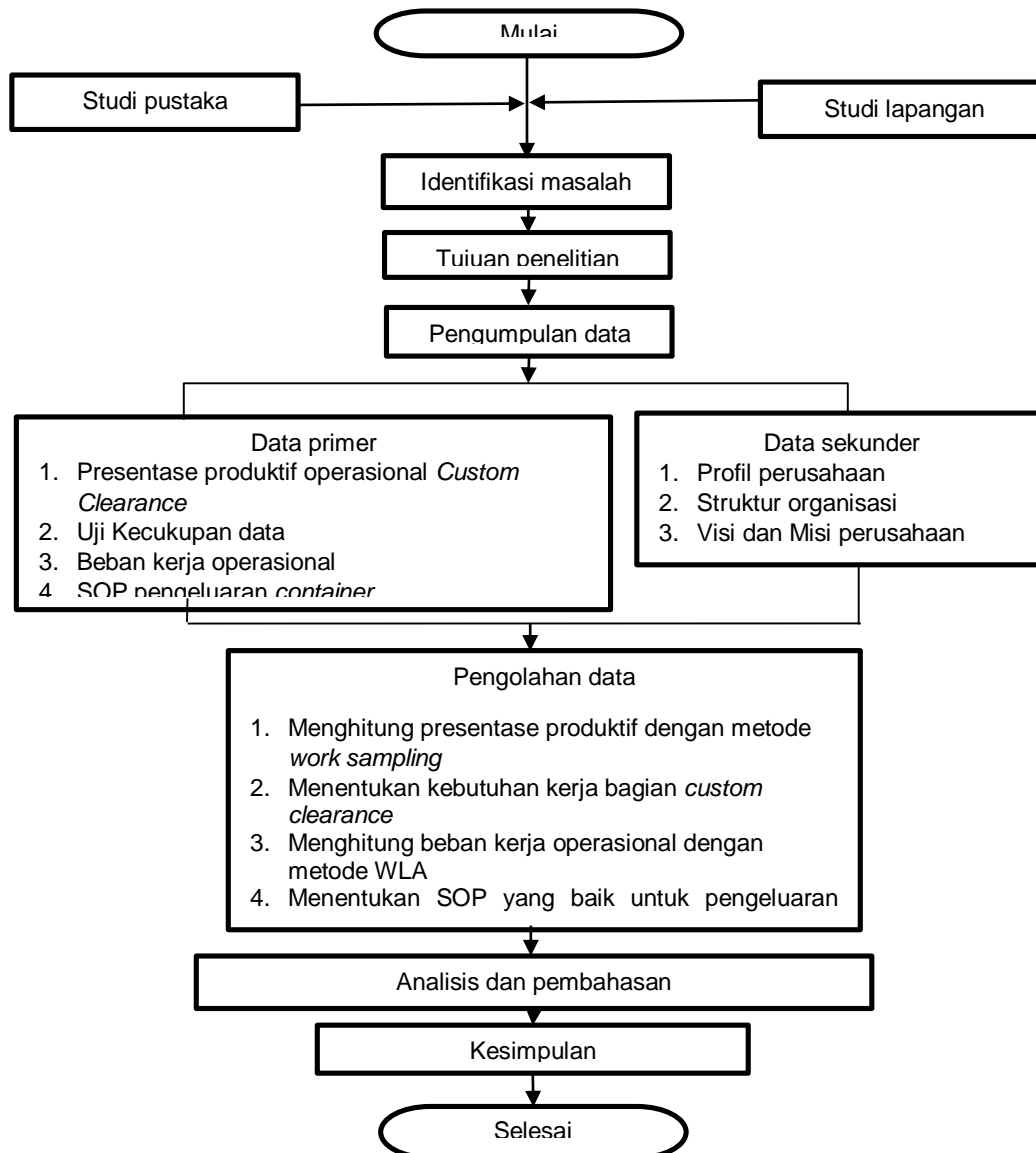 Mulai
Studi pustaka
Studi lapangan
Identifikasi masalah
Tujuan penelitian
Pengumpulan data
Data primer
1. Presentase produktif operasional Custom
Clearance
2. Uji Kecukupan data
3. Beban kerja operasional
4. SOP pengeluaran container
Data sekunder
1. Profil perusahaan
2. Struktur organisasi
3. Visi dan Misi perusahaan
Pengolahan data
1. Menghitung presentase produktif dengan metode
work sampling
2. Menentukan kebutuhan kerja bagian custom
clearance
3. Menghitung beban kerja operasional dengan
metode WLA
4. Menentukan SOP yang baik untuk pengeluaran
Analisis dan pembahasan
Kesimpulan
Selesai